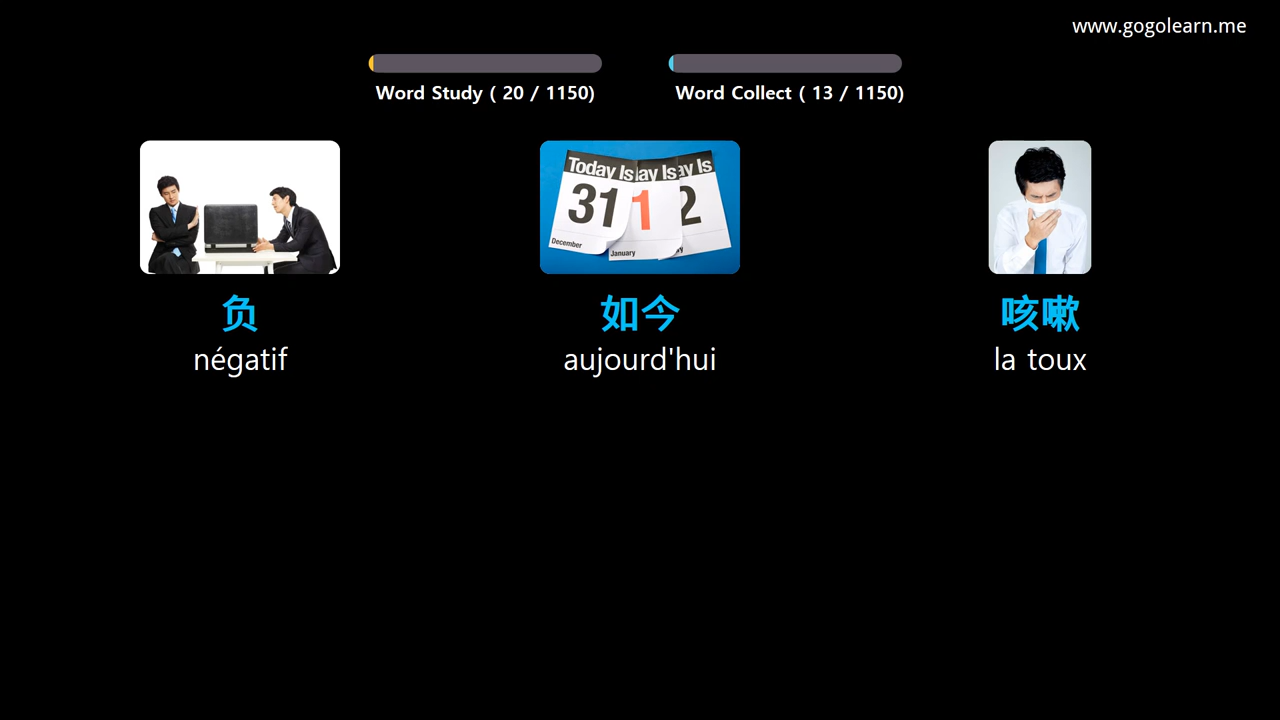 www.gogolearn.me
Word Study ( 20 / 1150)
Word Collect ( 13 / 1150)
Today Is
ay Is
ay Is
31
1
2
December
January
负
如今
咳嗽
négatif
aujourd'hui
la toux